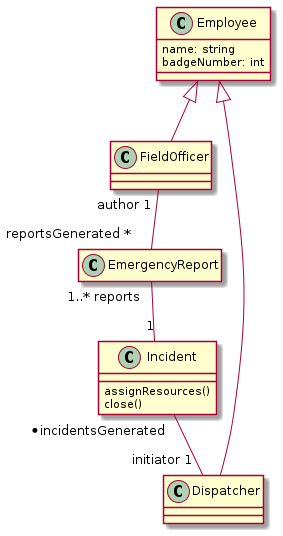 C Employee
name: string
badgeNumber: int
C FieldOfficer
author 1
reportsGenerated *
C EmergencyReport
1..* reports
1
C Incident
assignResources()
close()
*incidentsGenerated
initiator 1
C Dispatcher